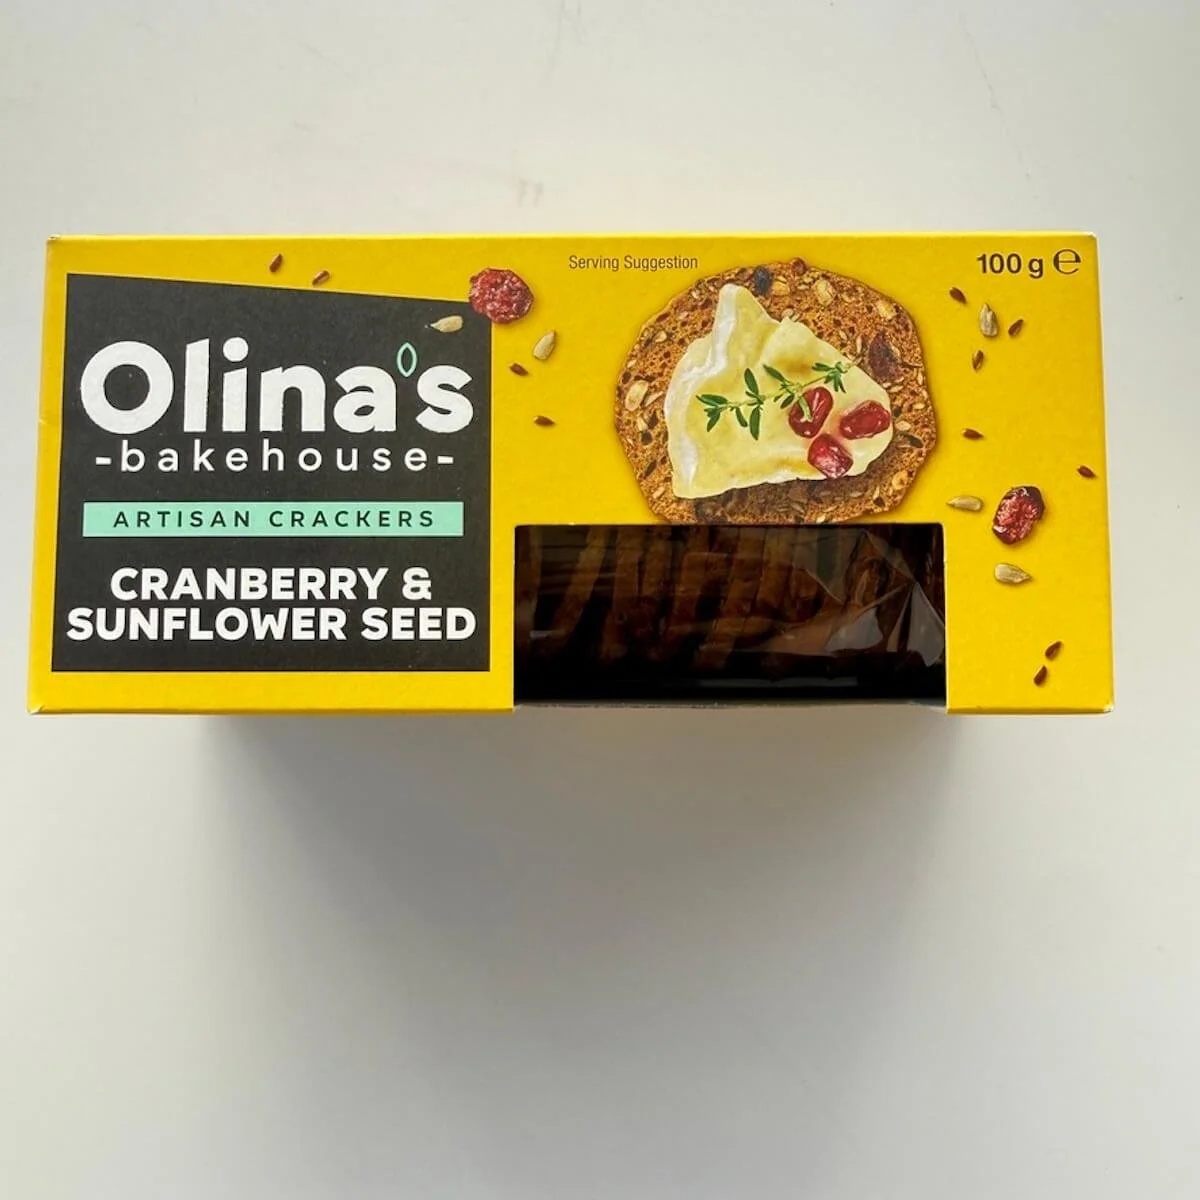 Olina's
-bakehouse-
ARTISAN CRACKERS
CRANBERRY &
SUNFLOWER SEED
Serving Suggestion
100 g ℮